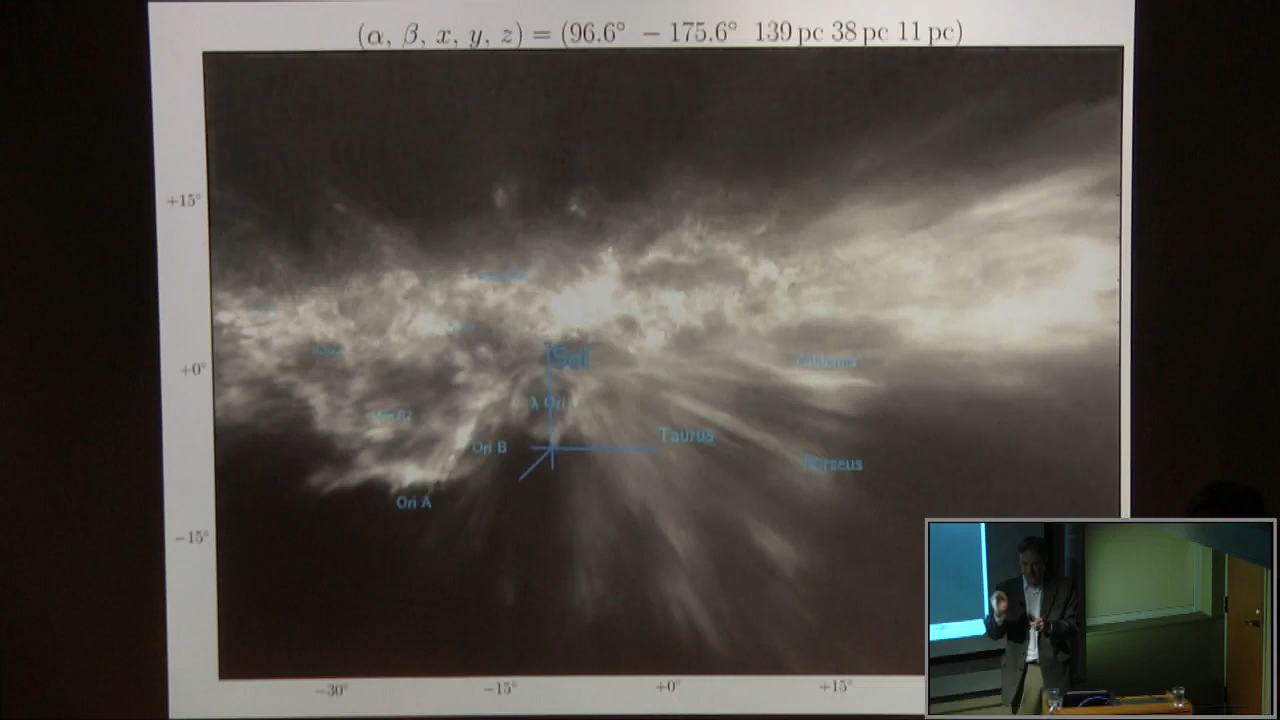 (α, β, x, y, z) = (96.6° − 175.6° 139 pc 38 pc 11 pc)
+15°
+0°
Sol
λ Ori
Taurus
Ori B
Perseus
Ori A
−15°
−30° −15° +0° +15°